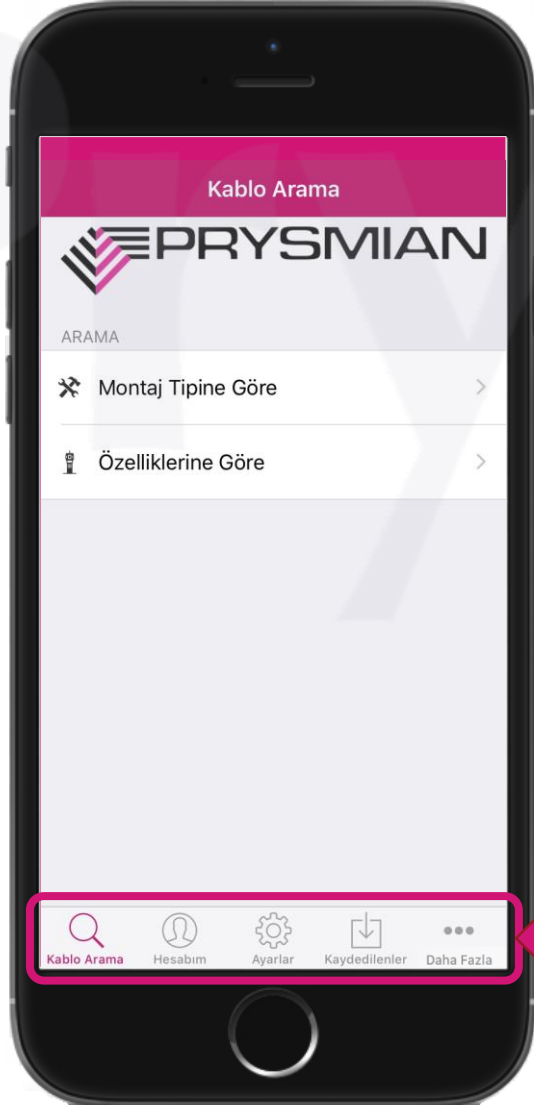 Kablo Arama
PRYSMIAN
ARAMA
Montaj Tipine Göre
Özelliklerine Göre
Kablo Arama
Hesabım
Ayarlar
Kaydedilenler
Daha Fazla